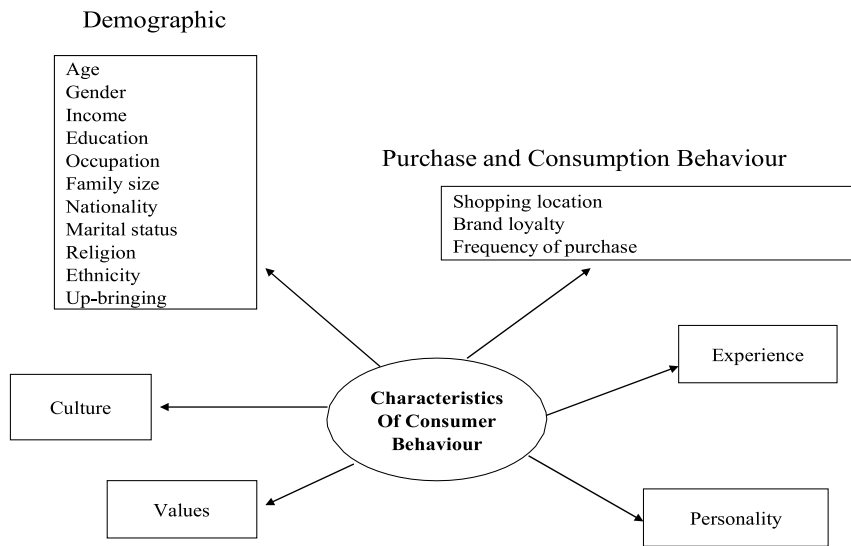 Demographic
Age
Gender
Income
Education
Occupation
Family size
Nationality
Marital status
Religion
Ethnicity
Up-bringing
Purchase and Consumption Behaviour
Shopping location
Brand loyalty
Frequency of purchase
Experience
Culture
Characteristics
Of Consumer
Behaviour
Values
Personality